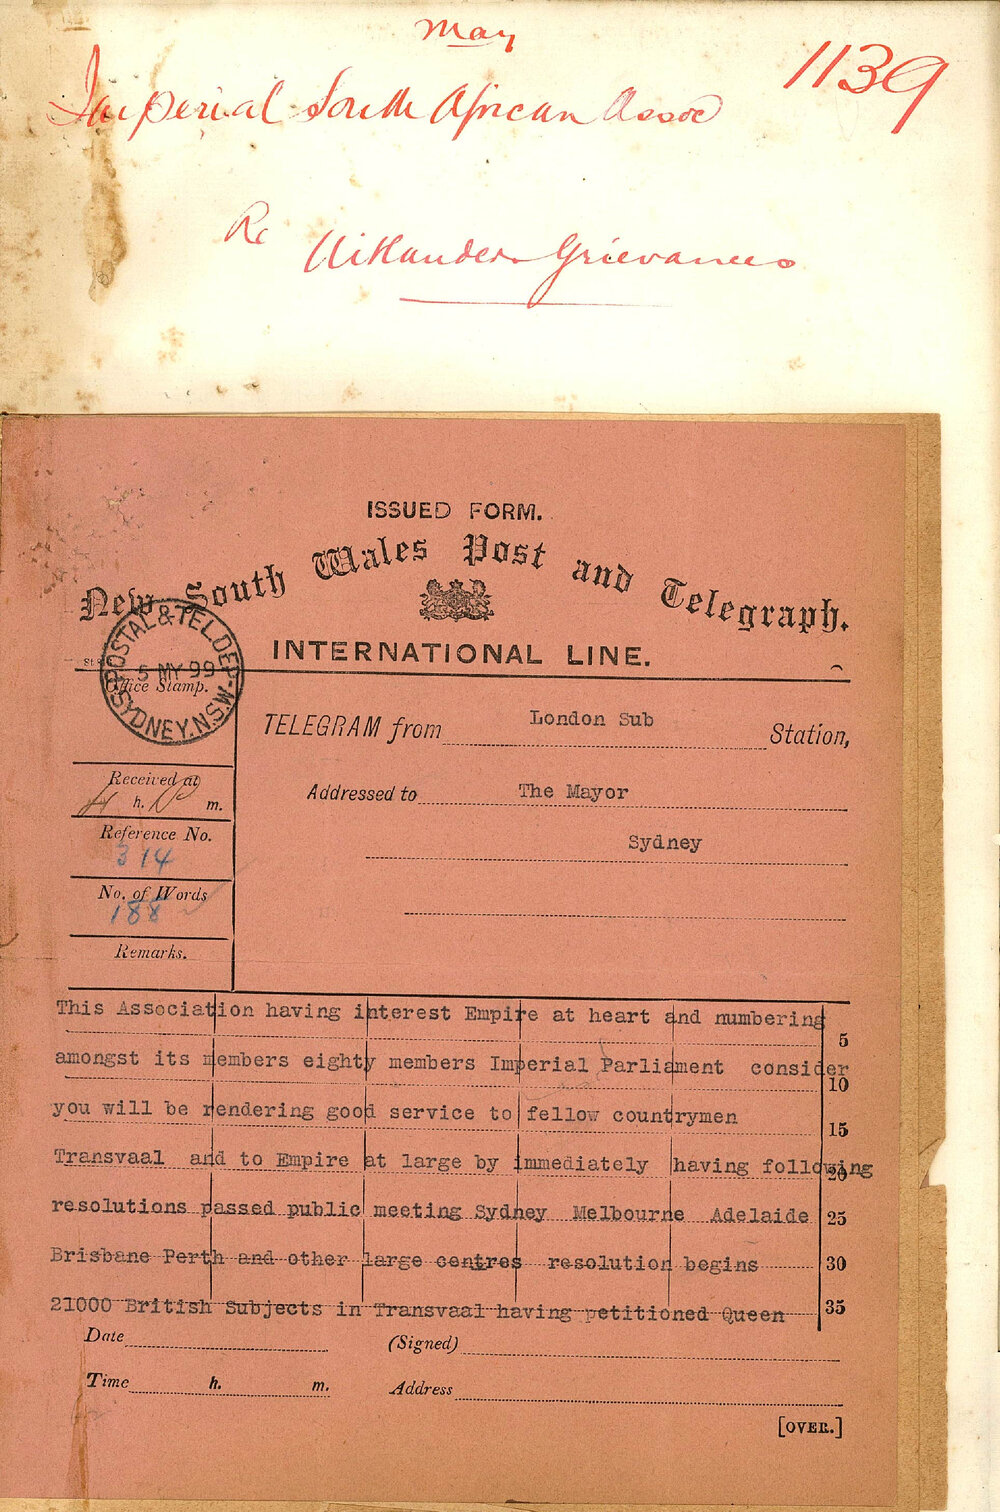 May
1139
Imperial South African Assoc
Re Uitlanders Grievances
ISSUED FORM.
New South Wales Post and Telegraph.
INTERNATIONAL LINE.
POSTAL & TEL DEP
5 MY 99
SYDNEY. N.S.W
Office Stamp.
TELEGRAM from London Sub Station,
Received at
4 h. P m.
Addressed to The Mayor
Sydney
Reference No.
314
No. of Words
188
Remarks.
This Association having interest Empire at heart and numbering
5
amongst its members eighty members Imperial Parliament consider
10
you will be rendering good service to fellow countrymen
15
Transvaal and to Empire at large by immediately having following
20
resolutions passed public meeting Sydney Melbourne Adelaide 25
Brisbane Perth and other large centres resolution begins 30
21000 British Subjects in Transvaal having petitioned Queen 35
Date (Signed)
Time h. m. Address
[OVER.]